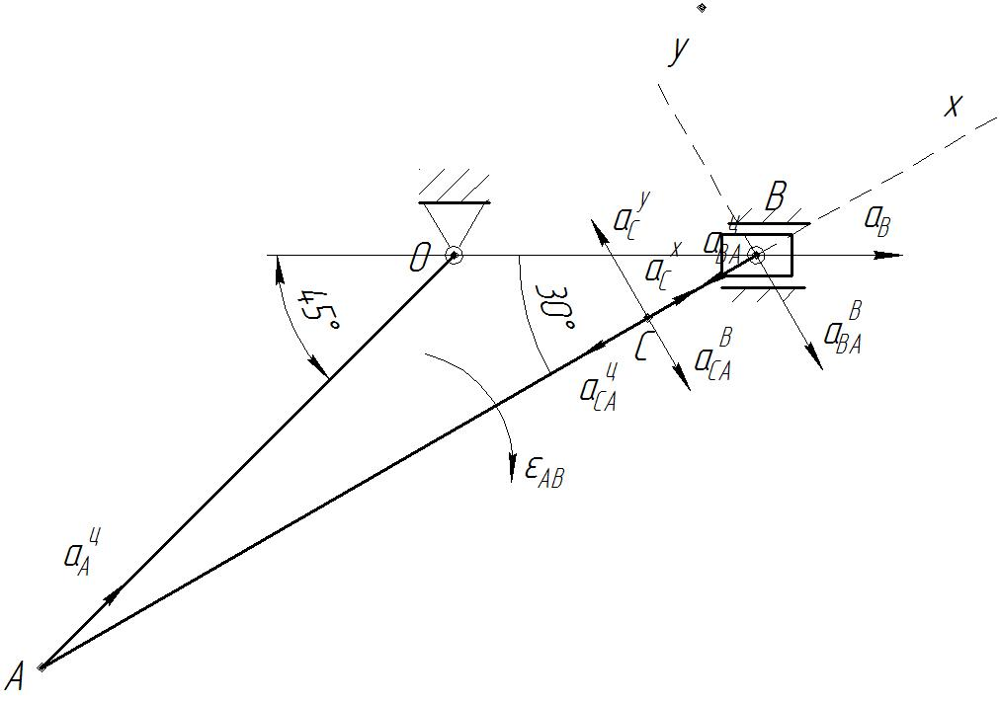 y
x
B
a_B
a_C^y
a_BA^ц
a_C^x
O
45°
30°
a_BA^B
C
a_CA^B
a_CA^ц
ε_AB
a_A^ц
A